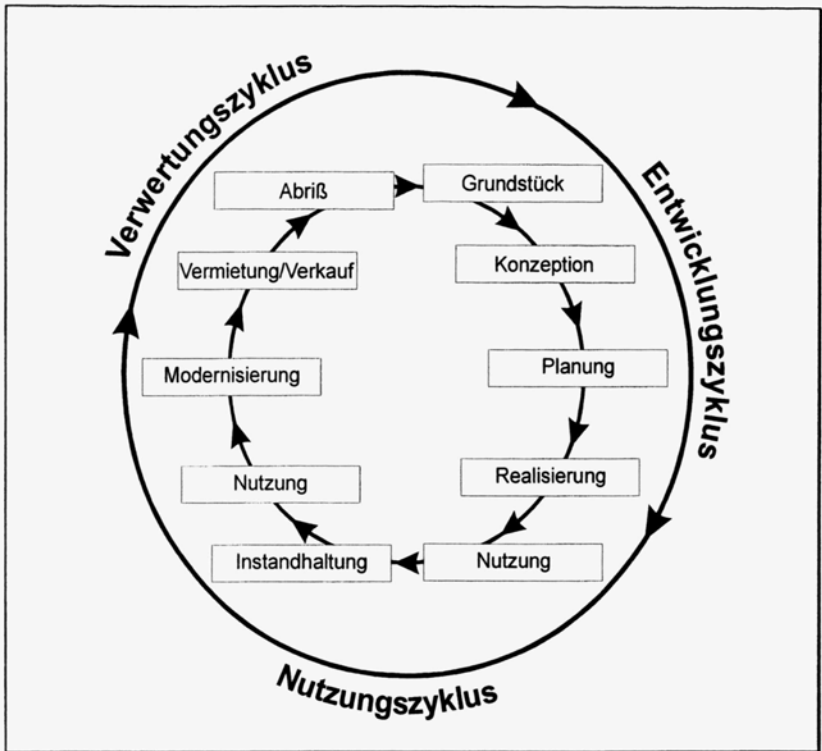 Verwertungszyklus
Entwicklungszyklus
Nutzungszyklus
Abriß
Grundstück
Vermietung/Verkauf
Konzeption
Modernisierung
Planung
Nutzung
Realisierung
Instandhaltung
Nutzung